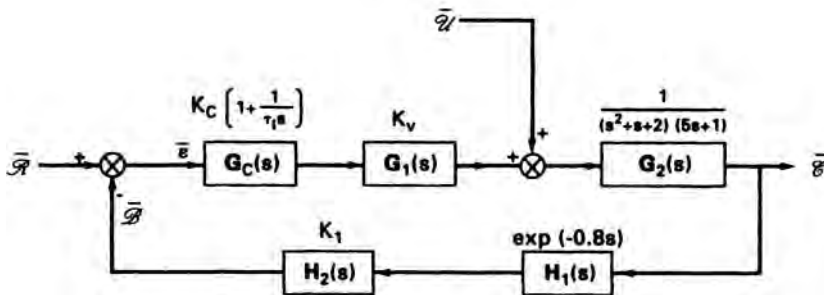 𝒰̄
K_C (1+ 1/(τ_I s))
K_v
1/((s²+s+2) (5s+1))
ℛ̄ + ε̄ G_C(s) G_1(s) + + G_2(s) 𝒞̄
- ℬ̄
K_1 exp (-0.8s)
H_2(s) H_1(s)